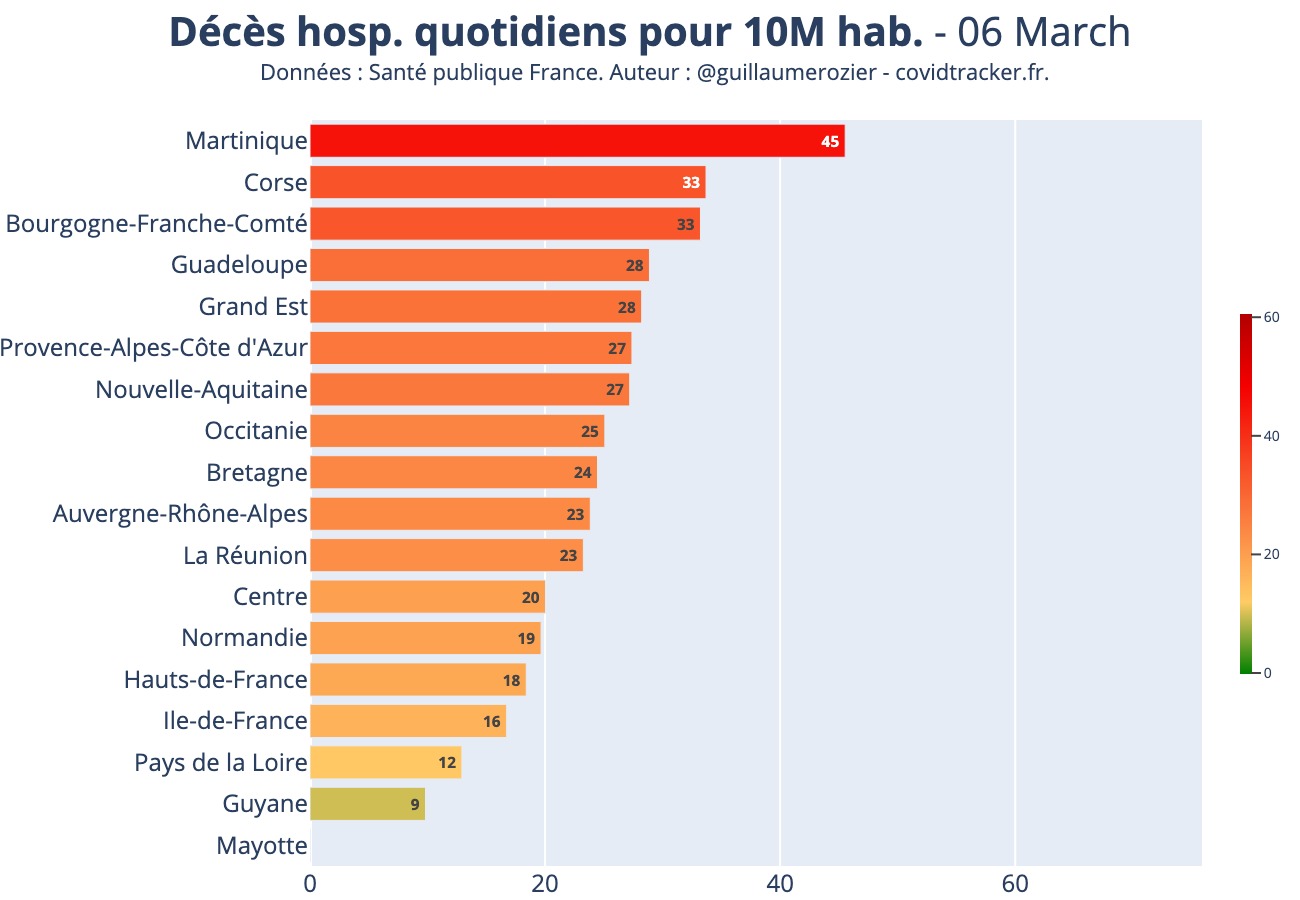 Décès hosp. quotidiens pour 10M hab. - 06 March
Données : Santé publique France. Auteur : @guillaumerozier - covidtracker.fr.
Martinique 45
Corse 33
Bourgogne-Franche-Comté 33
Guadeloupe 28
Grand Est 28
Provence-Alpes-Côte d'Azur 27
Nouvelle-Aquitaine 27
Occitanie 25
Bretagne 24
Auvergne-Rhône-Alpes 23
La Réunion 23
Centre 20
Normandie 19
Hauts-de-France 18
Ile-de-France 16
Pays de la Loire 12
Guyane 9
Mayotte
0 20 40 60
60
40
20
0